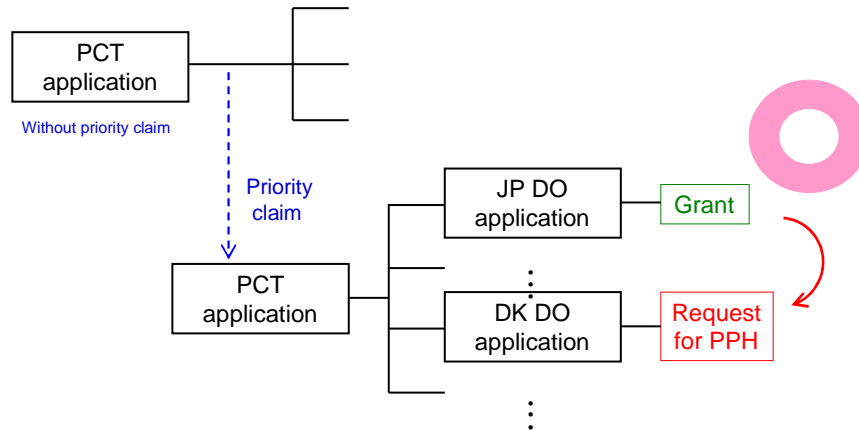 PCT
application
Without priority claim
Priority
claim
JP DO
application
Grant
PCT
application
DK DO
application
Request
for PPH